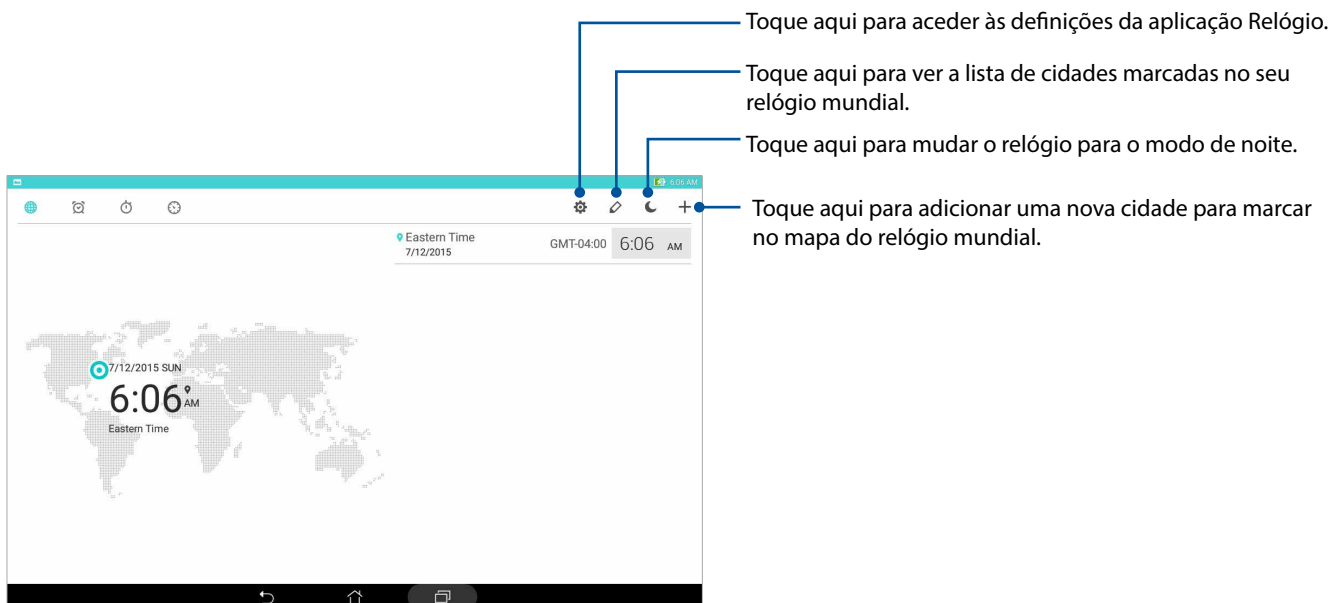 Toque aqui para aceder às definições da aplicação Relógio.
Toque aqui para ver a lista de cidades marcadas no seu
relógio mundial.
Toque aqui para mudar o relógio para o modo de noite.
6:06 AM
Toque aqui para adicionar uma nova cidade para marcar
no mapa do relógio mundial.
Eastern Time
7/12/2015
GMT-04:00
6:06 AM
7/12/2015 SUN
6:06 AM
Eastern Time